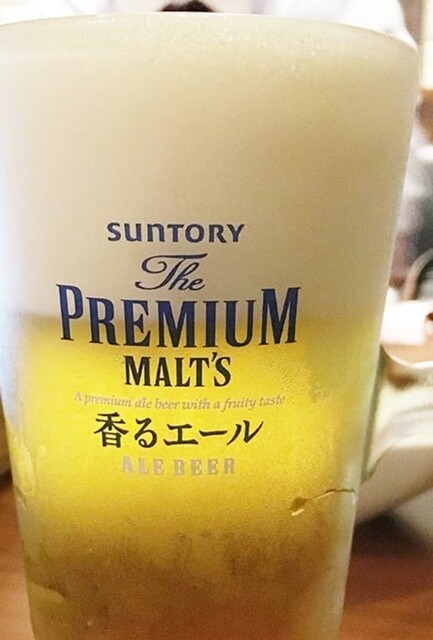 SUNTORY
The
PREMIUM
MALT'S
A premium ale beer with a fruity taste
香るエール
ALE BEER